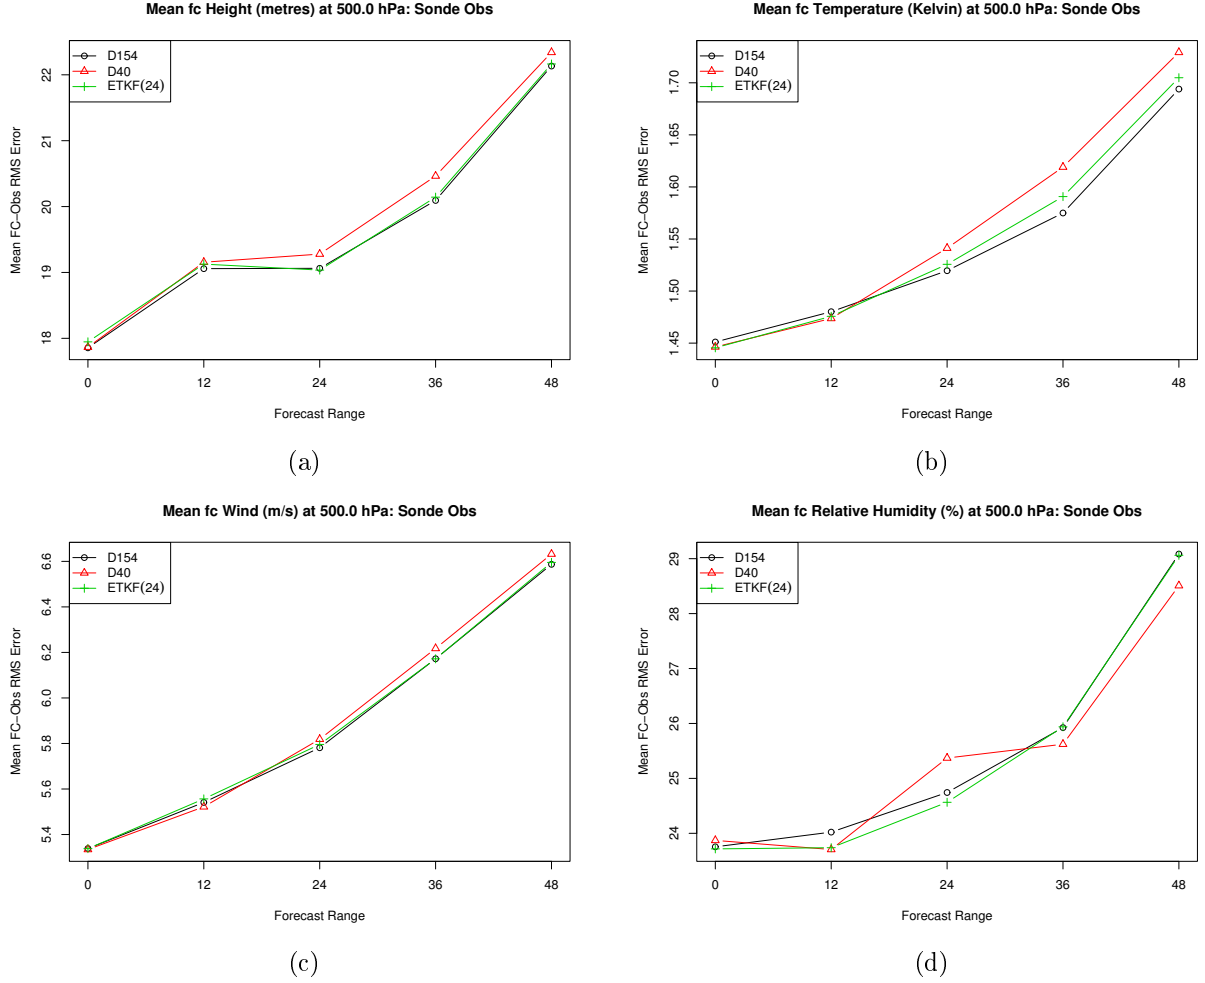 Mean fc Height (metres) at 500.0 hPa: Sonde Obs
D154
D40
ETKF(24)
Mean FC−Obs RMS Error
22
21
20
19
18
0 12 24 36 48
Forecast Range
(a)
Mean fc Temperature (Kelvin) at 500.0 hPa: Sonde Obs
D154
D40
ETKF(24)
Mean FC−Obs RMS Error
1.70
1.65
1.60
1.55
1.50
1.45
0 12 24 36 48
Forecast Range
(b)
Mean fc Wind (m/s) at 500.0 hPa: Sonde Obs
D154
D40
ETKF(24)
Mean FC−Obs RMS Error
6.6
6.4
6.2
6.0
5.8
5.6
5.4
0 12 24 36 48
Forecast Range
(c)
Mean fc Relative Humidity (%) at 500.0 hPa: Sonde Obs
D154
D40
ETKF(24)
Mean FC−Obs RMS Error
29
28
27
26
25
24
0 12 24 36 48
Forecast Range
(d)